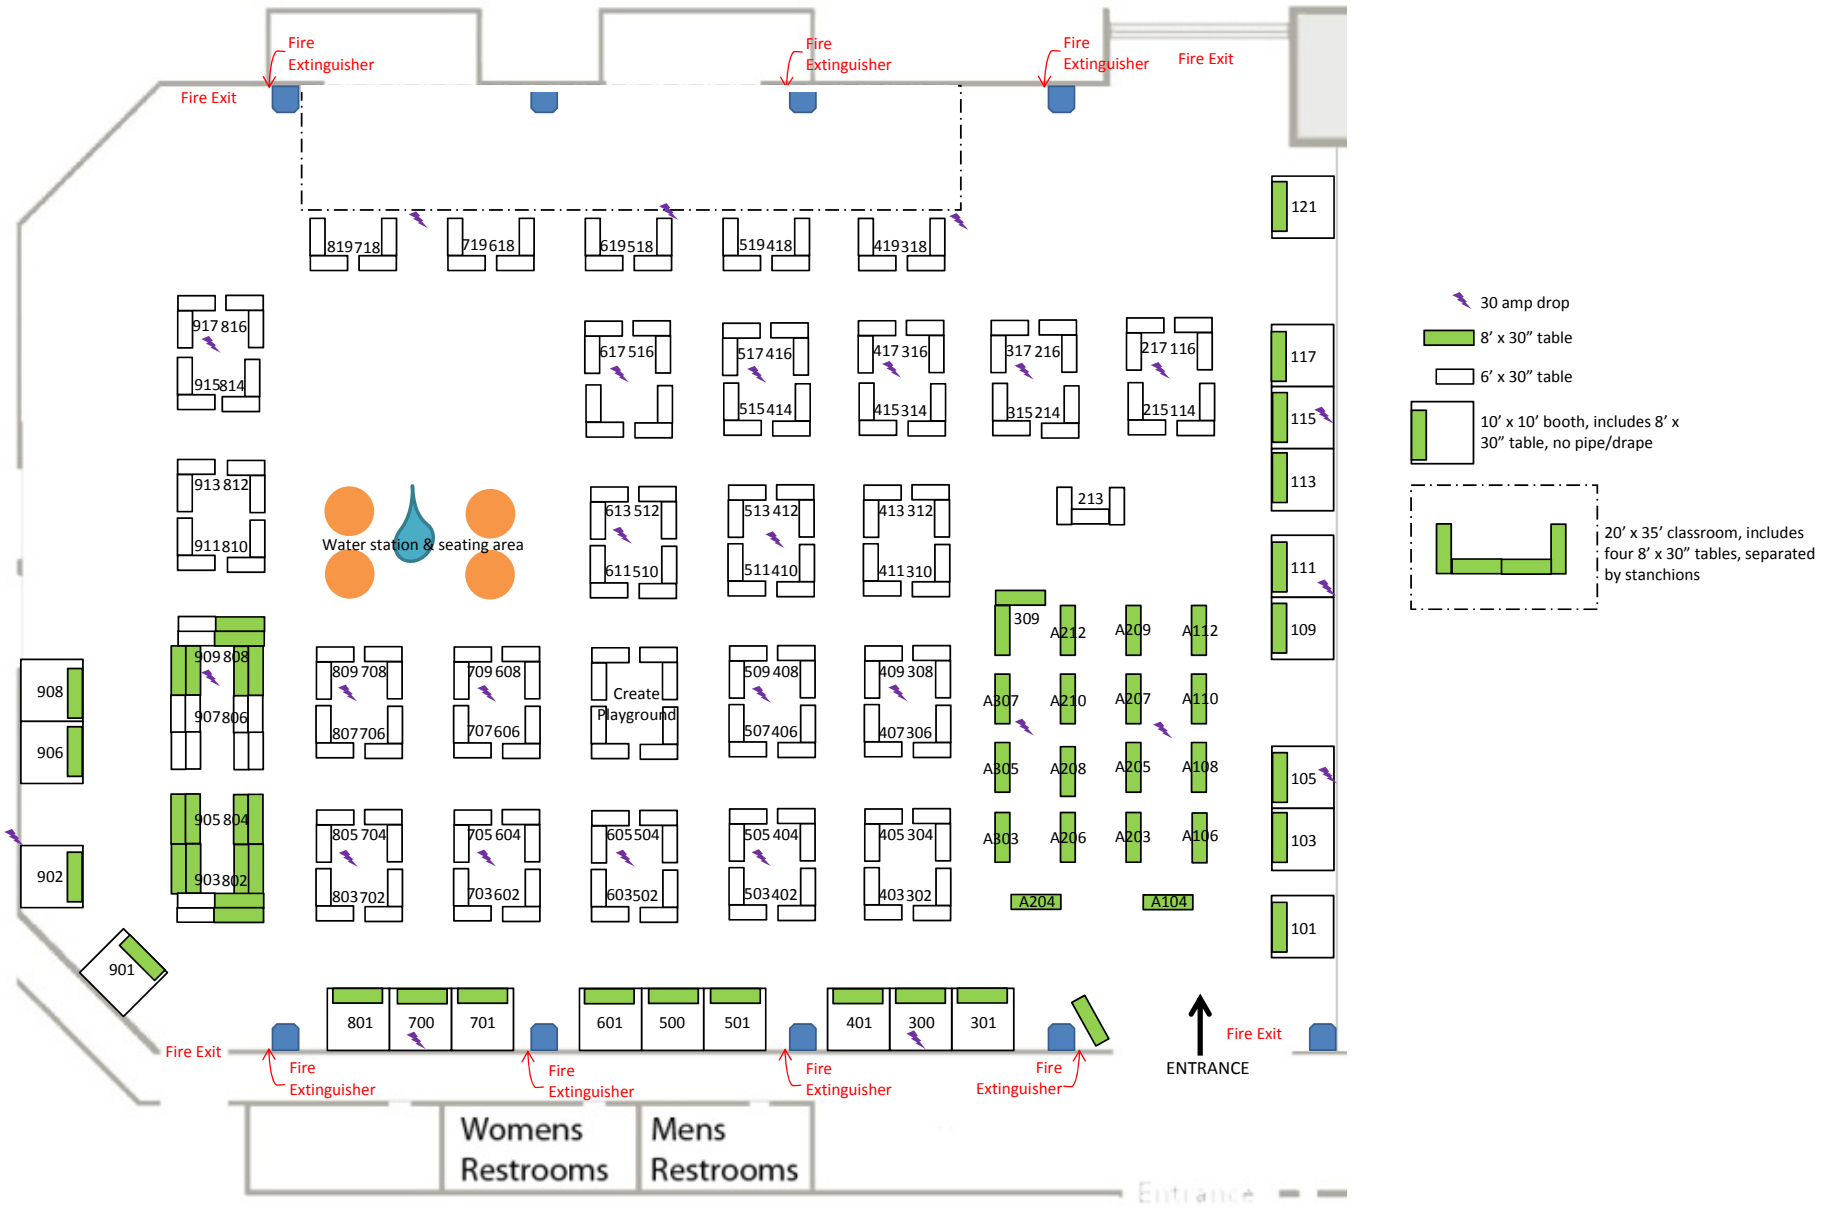 Fire
Extinguisher
Fire
Extinguisher
Fire
Extinguisher
Fire Exit
Fire Exit
121
819 718
719 618
619 518
519 418
419 318
30 amp drop
8’ x 30” table
6’ x 30” table
10’ x 10’ booth, includes 8’ x
30” table, no pipe/drape
20’ x 35’ classroom, includes
four 8’ x 30” tables, separated
by stanchions
917 816
617 516
517 416
417 316
317 216
217 116
117
915 814
515 414
415 314
315 214
215 114
115
913 812
113
613 512
513 412
413 312
213
Water station & seating area
911 810
611 510
511 410
411 310
111
309
A212
A209
A112
109
909 808
809 708
709 608
Create
Playground
509 408
409 308
A307
A210
A207
A110
908
907 806
807 706
707 606
507 406
407 306
906
A305
A208
A205
A108
105
905 804
805 704
705 604
605 504
505 404
405 304
A303
A206
A203
A106
103
902
903 802
803 702
703 602
603 502
503 402
403 302
A204
A104
101
901
801
700
701
601
500
501
401
300
301
Fire Exit
Fire Exit
ENTRANCE
Fire
Extinguisher
Fire
Extinguisher
Fire
Extinguisher
Fire
Extinguisher
Womens
Restrooms
Mens
Restrooms
Entrance